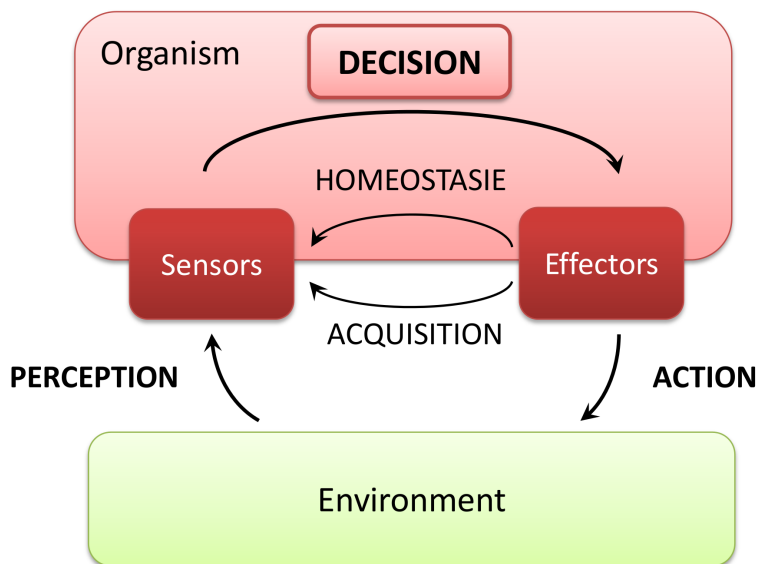 Organism
DECISION
HOMEOSTASIE
Sensors
Effectors
ACQUISITION
PERCEPTION
ACTION
Environment